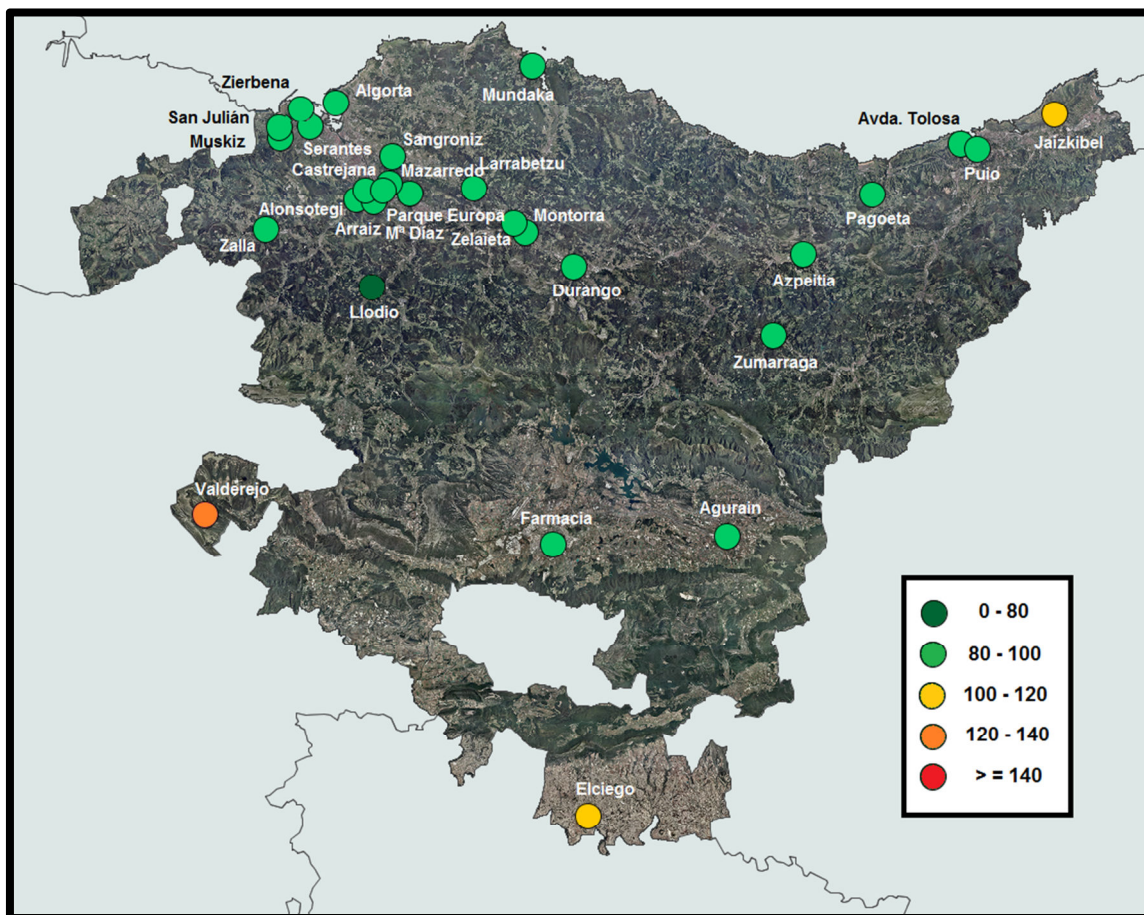 Zierbena
Algorta
Mundaka
San Julián
Muskiz
Serantes
Sangroniz
Castrejana
Mazarredo
Larrabetzu
Avda. Tolosa
Jaizkibel
Puio
Pagoeta
Alonsotegi
Parque Europa
Montorra
Arraiz
Mª Díaz
Zelaieta
Zalla
Durango
Azpeitia
Llodio
Zumarraga
Valderejo
Farmacia
Agurain
Elciego
0 - 80
80 - 100
100 - 120
120 - 140
> = 140